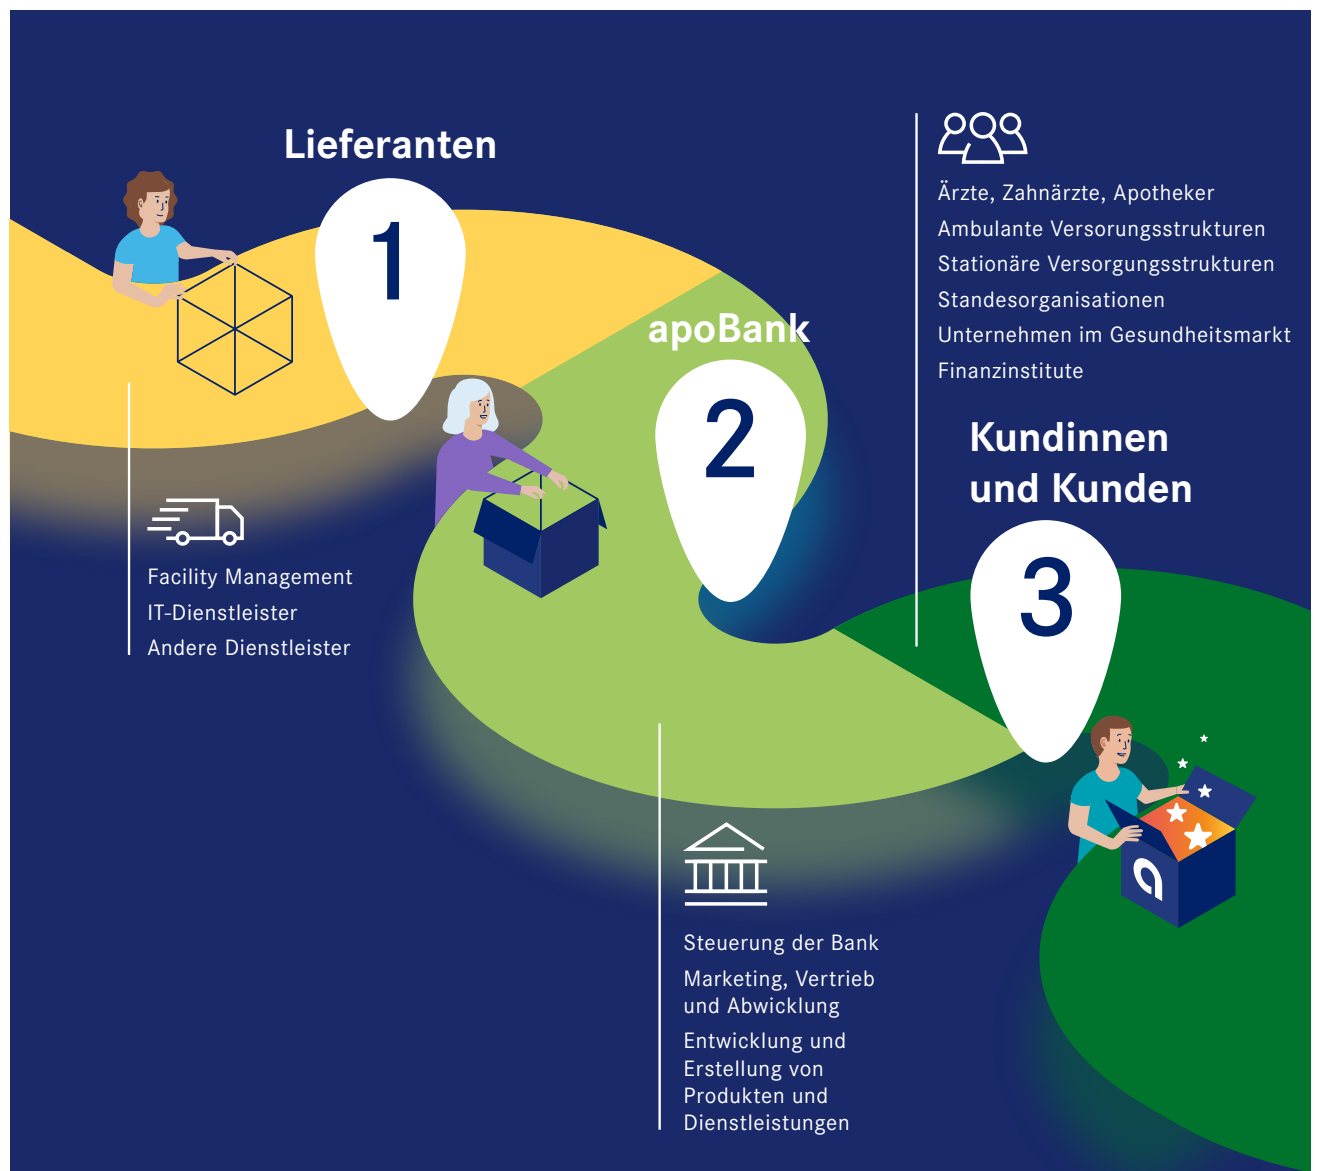 Lieferanten
1
Facility Management
IT-Dienstleister
Andere Dienstleister
apoBank
2
Steuerung der Bank
Marketing, Vertrieb
und Abwicklung
Entwicklung und
Erstellung von
Produkten und
Dienstleistungen
Ärzte, Zahnärzte, Apotheker
Ambulante Versorungsstrukturen
Stationäre Versorgungsstrukturen
Standesorganisationen
Unternehmen im Gesundheitsmarkt
Finanzinstitute
Kundinnen
und Kunden
3